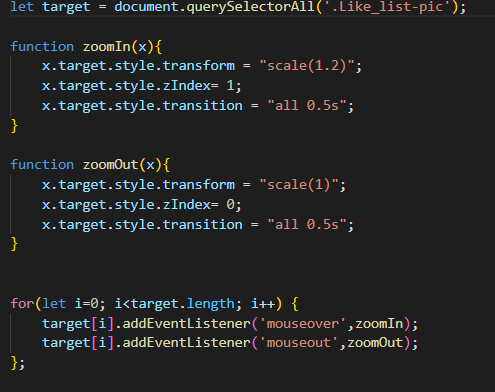 let target = document.querySelectorAll('.Like_list-pic');
function zoomIn(x){
x.target.style.transform = "scale(1.2)";
x.target.style.zIndex= 1;
x.target.style.transition = "all 0.5s";
}
function zoomOut(x){
x.target.style.transform = "scale(1)";
x.target.style.zIndex= 0;
x.target.style.transition = "all 0.5s";
}
for(let i=0; i<target.length; i++) {
target[i].addEventListener('mouseover',zoomIn);
target[i].addEventListener('mouseout',zoomOut);
};